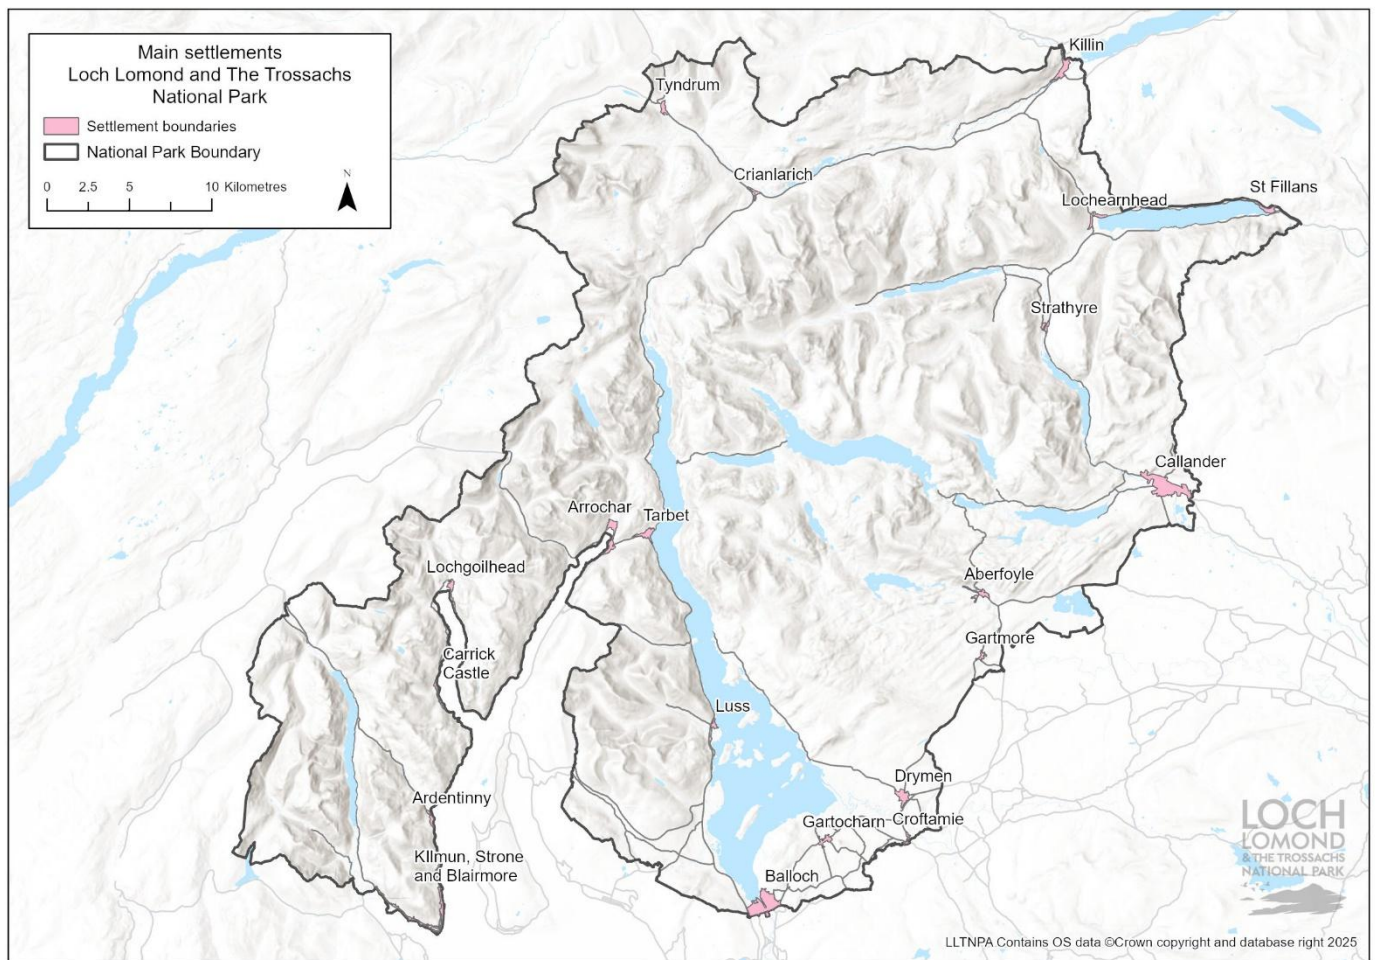 Main settlements
Loch Lomond and The Trossachs
National Park
Settlement boundaries
National Park Boundary
0 2.5 5 10 Kilometres
N
Killin
Tyndrum
Crianlarich
St Fillans
Lochearnhead
Strathyre
Callander
Arrochar
Tarbet
Lochgoilhead
Aberfoyle
Gartmore
Carrick
Castle
Luss
Drymen
Ardentinny
Gartocharn
Croftamie
KIlmun, Strone
and Blairmore
Balloch
LOCH
LOMOND
& THE TROSSACHS
NATIONAL PARK
LLTNPA Contains OS data ©Crown copyright and database right 2025